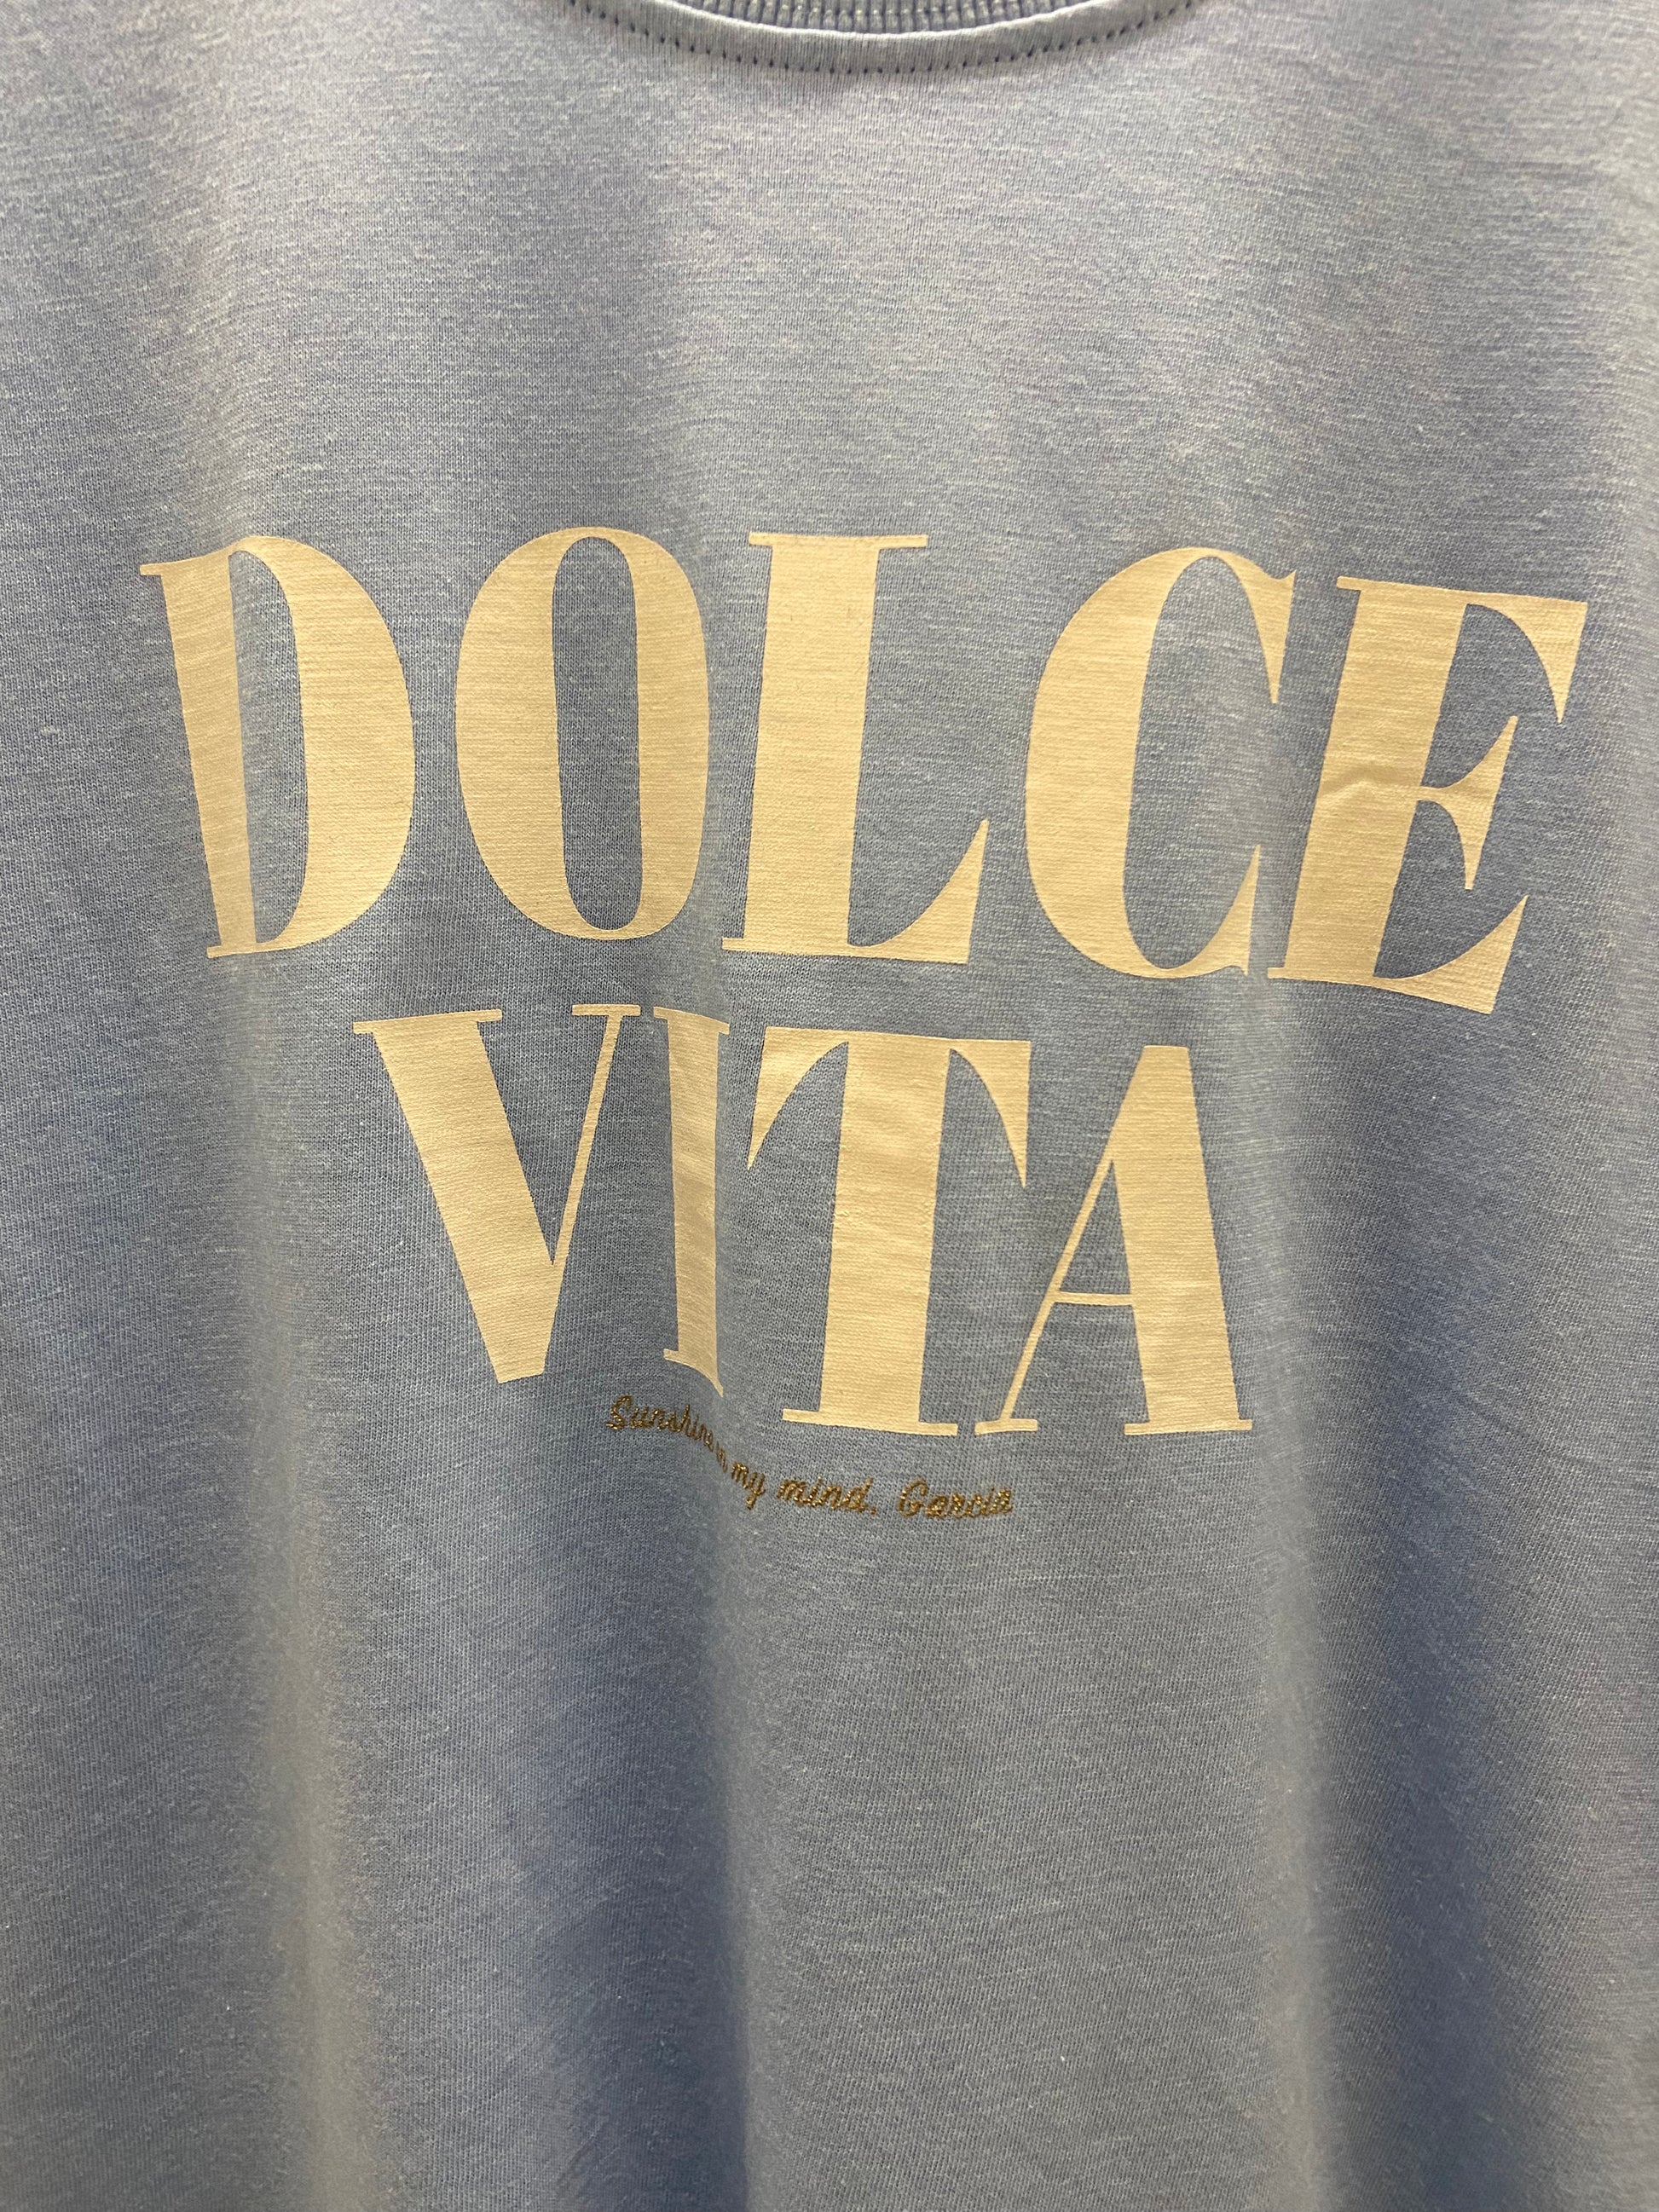 DOLCE
VITA
Sunshine on my mind. Garcia